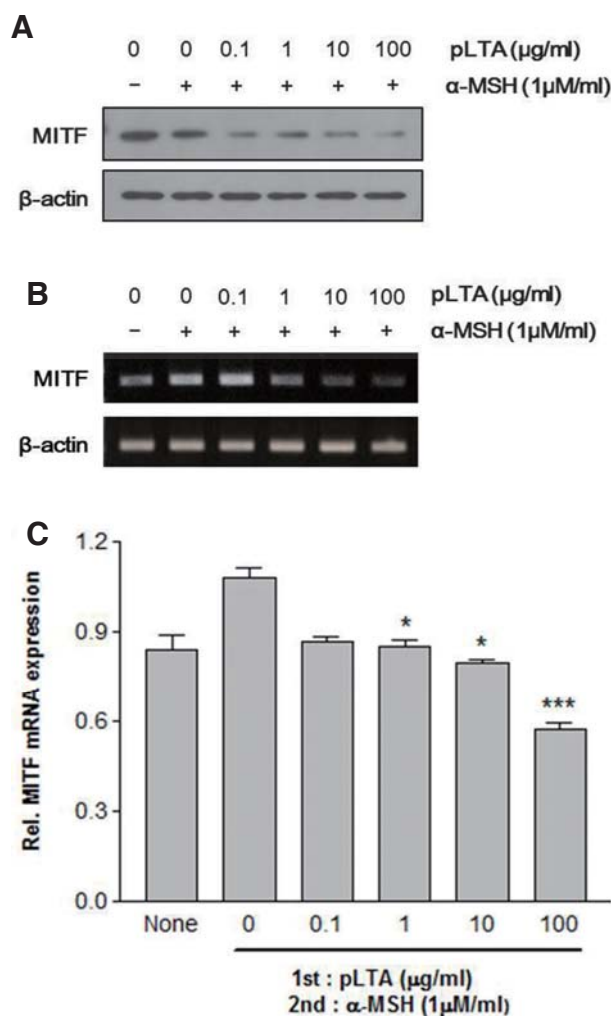 A
0 0 0.1 1 10 100 pLTA (µg/ml)
– + + + + + α-MSH (1µM/ml)
MITF
β-actin
B
0 0 0.1 1 10 100 pLTA (µg/ml)
– + + + + + α-MSH (1µM/ml)
MITF
β-actin
C
Rel. MITF mRNA expression
1.2
0.9
0.6
0.3
0.0
* * ***
None 0 0.1 1 10 100
1st : pLTA (µg/ml)
2nd : α-MSH (1µM/ml)